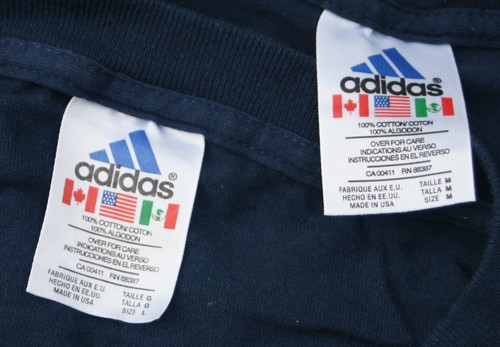 adidas®
100% COTTON/COTON
100% ALGODON
OVER FOR CARE
INDICATIONS AU VERSO
INSTRUCCIONES EN EL REVERSO
CA 00411 RN 88387
FABRIQUE AUX E.U. TAILLE G
HECHO EN EE.UU. TALLA G
MADE IN USA SIZE L
adidas®
100% COTTON/COTON
100% ALGODON
OVER FOR CARE
INDICATIONS AU VERSO
INSTRUCCIONES EN EL REVERSO
CA 00411 RN 88387
FABRIQUE AUX E.U. TAILLE M
HECHO EN EE.UU. TALLA M
MADE IN USA SIZE M